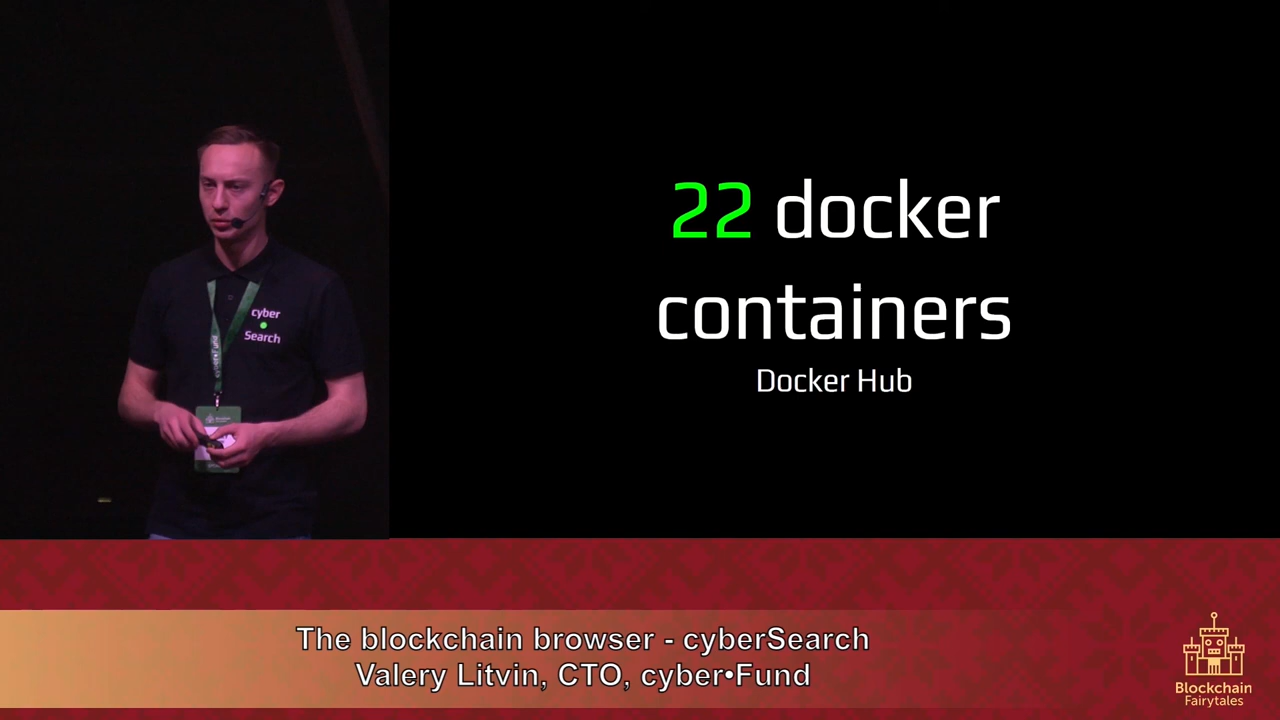 22 docker
containers
Docker Hub
cyber
Search
The blockchain browser - cyberSearch
Valery Litvin, CTO, cyber•Fund
Blockchain
Fairytales